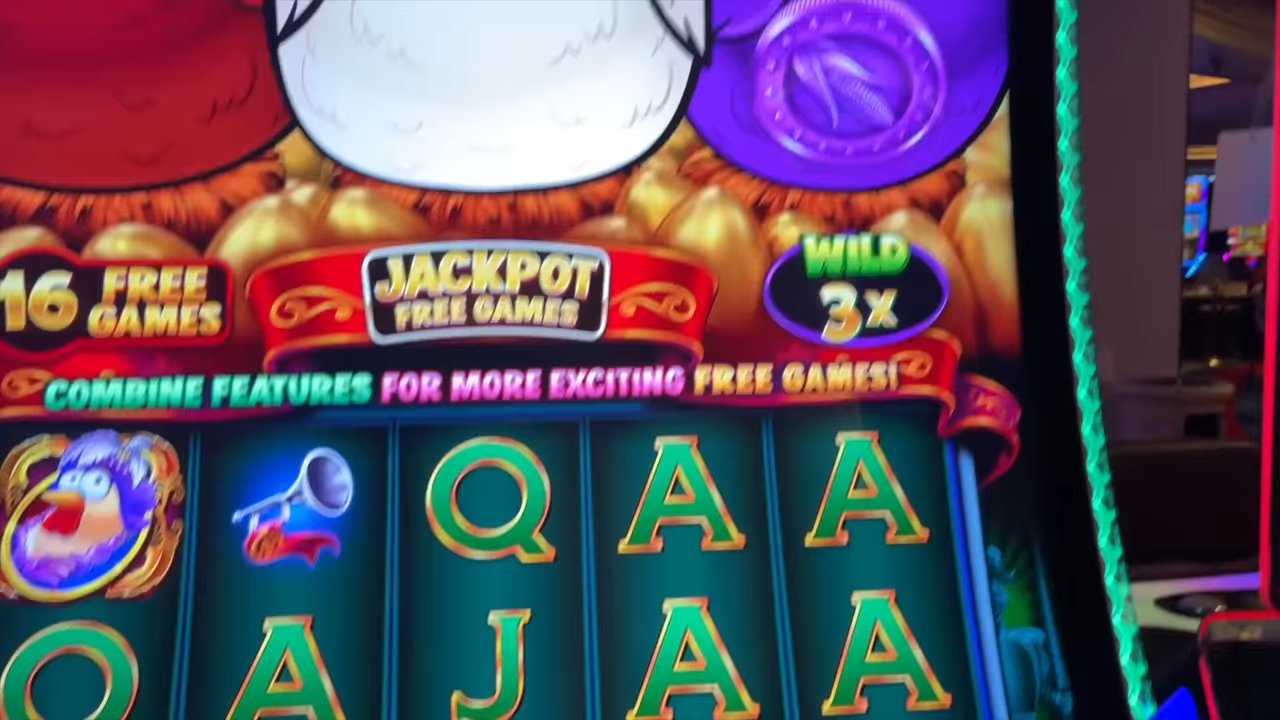 16 FREE GAMES
JACKPOT
FREE GAMES
WILD
3X
COMBINE FEATURES FOR MORE EXCITING FREE GAMES!
Q A A
Q A J A A